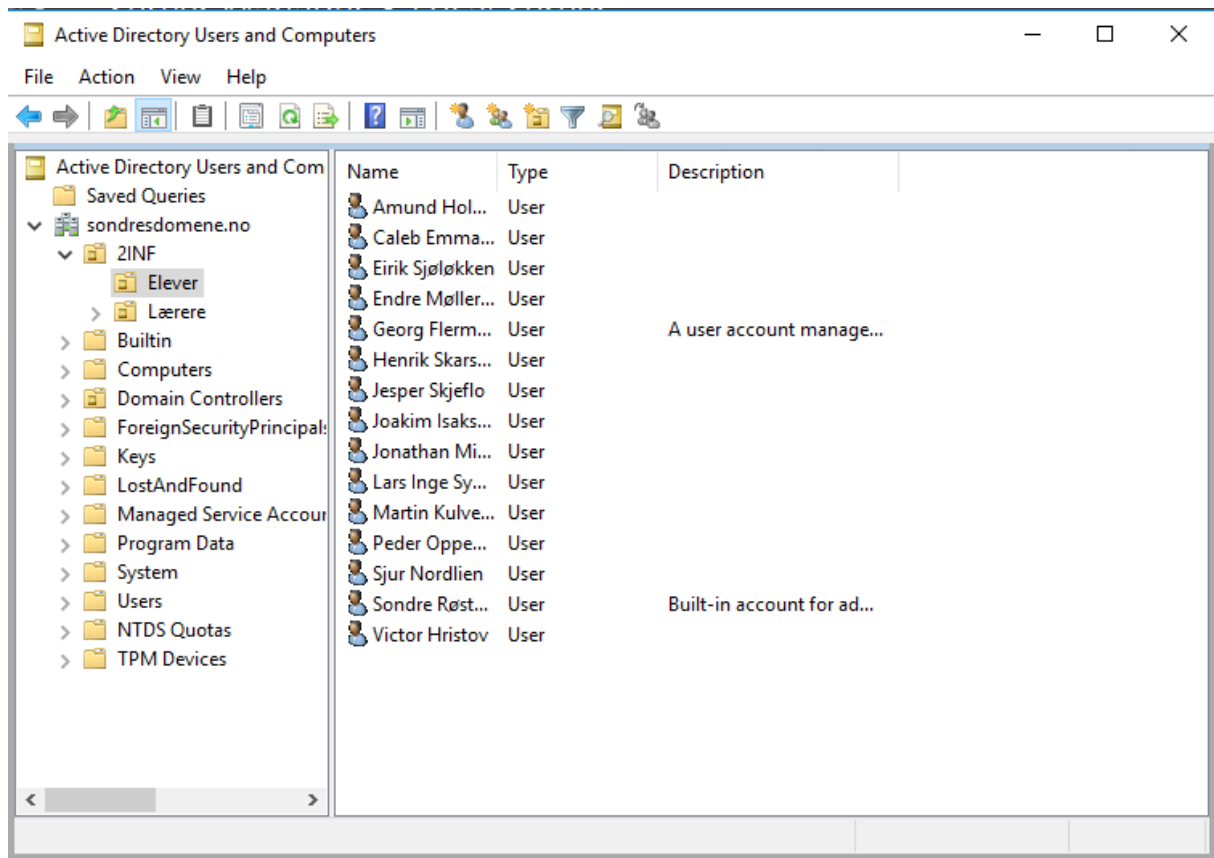 Active Directory Users and Computers
File Action View Help
Active Directory Users and Com
Saved Queries
sondresdomene.no
2INF
Elever
Lærere
Builtin
Computers
Domain Controllers
ForeignSecurityPrincipals
Keys
LostAndFound
Managed Service Accour
Program Data
System
Users
NTDS Quotas
TPM Devices
Name Type Description
Amund Hol... User
Caleb Emma... User
Eirik Sjøløkken User
Endre Møller... User
Georg Flerm... User A user account manage...
Henrik Skars... User
Jesper Skjeflo User
Joakim Isaks... User
Jonathan Mi... User
Lars Inge Sy... User
Martin Kulve... User
Peder Oppe... User
Sjur Nordlien User
Sondre Røst... User Built-in account for ad...
Victor Hristov User